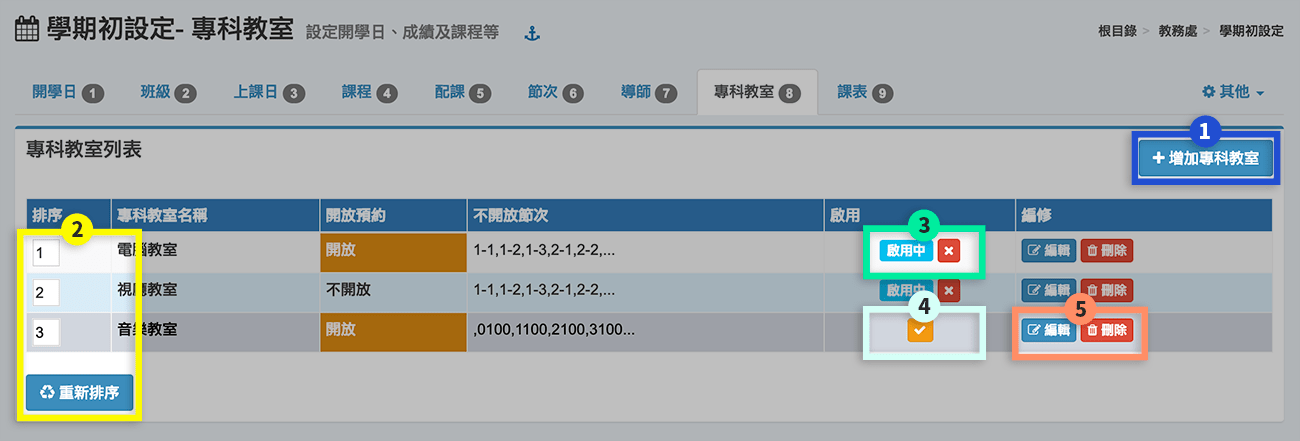 學期初設定- 專科教室 設定開學日、成績及課程等
根目錄 > 教務處 > 學期初設定
開學日 1 班級 2 上課日 3 課程 4 配課 5 節次 6 導師 7 專科教室 8 課表 9 其他
專科教室列表
1
增加專科教室
排序 專科教室名稱 開放預約 不開放節次 啟用 編修
2 3
1 電腦教室 開放 1-1,1-2,1-3,2-1,2-2,... 啟用中 編輯 刪除
2 視聽教室 不開放 1-1,1-2,1-3,2-1,2-2,... 啟用中 編輯 刪除
4 5
3 音樂教室 開放 ,0100,1100,2100,3100... 編輯 刪除
重新排序